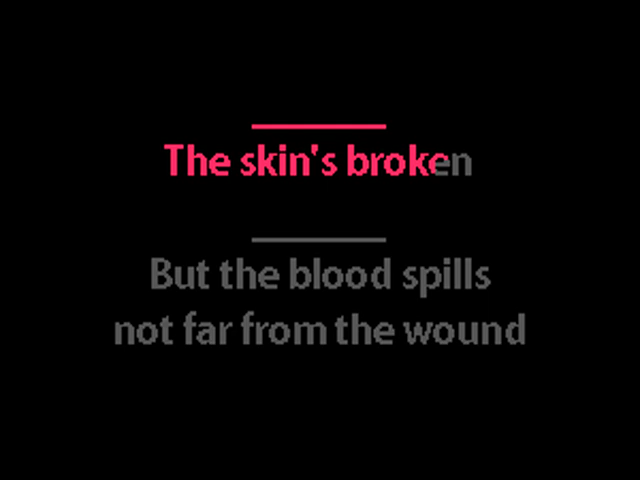 The skin's broken
But the blood spills
not far from the wound